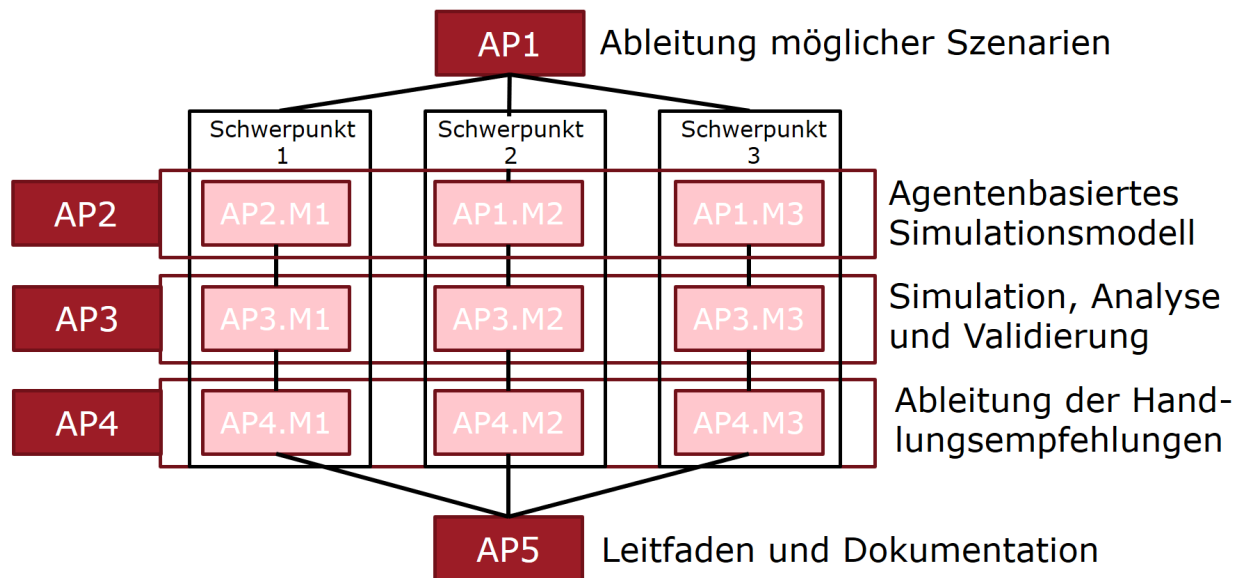 AP1
Ableitung möglicher Szenarien
Schwerpunkt
1
Schwerpunkt
2
Schwerpunkt
3
AP2
AP2.M1
AP1.M2
AP1.M3
Agentenbasiertes
Simulationsmodell
AP3
AP3.M1
AP3.M2
AP3.M3
Simulation, Analyse
und Validierung
AP4
AP4.M1
AP4.M2
AP4.M3
Ableitung der Hand-
lungsempfehlungen
AP5
Leitfaden und Dokumentation